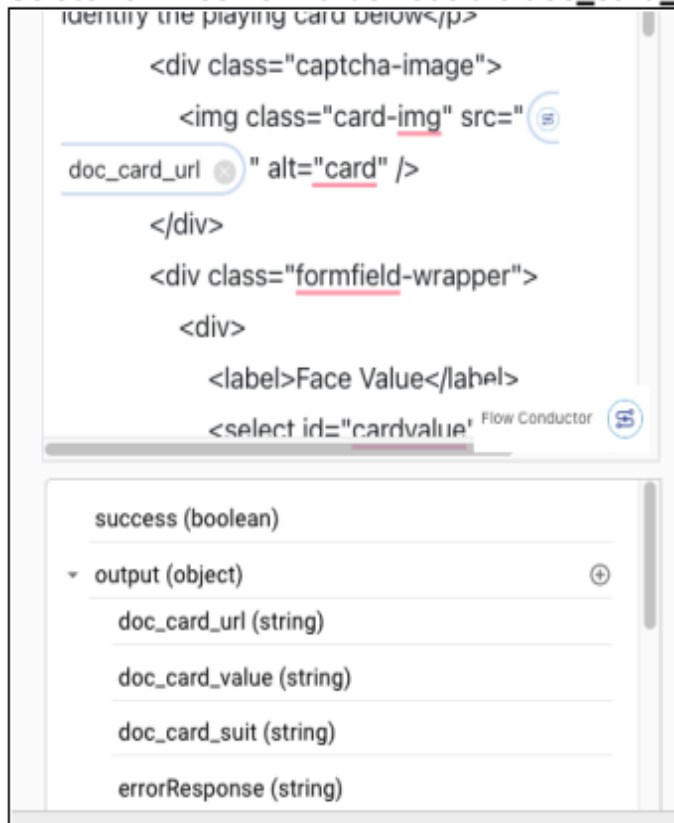 identify the playing card below</p>
<div class="captcha-image">
<img class="card-img" src="
doc_card_url " alt="card" />
</div>
<div class="formfield-wrapper">
<div>
<label>Face Value</label>
<select id="cardvalue"
Flow Conductor
success (boolean)
output (object)
doc_card_url (string)
doc_card_value (string)
doc_card_suit (string)
errorResponse (string)